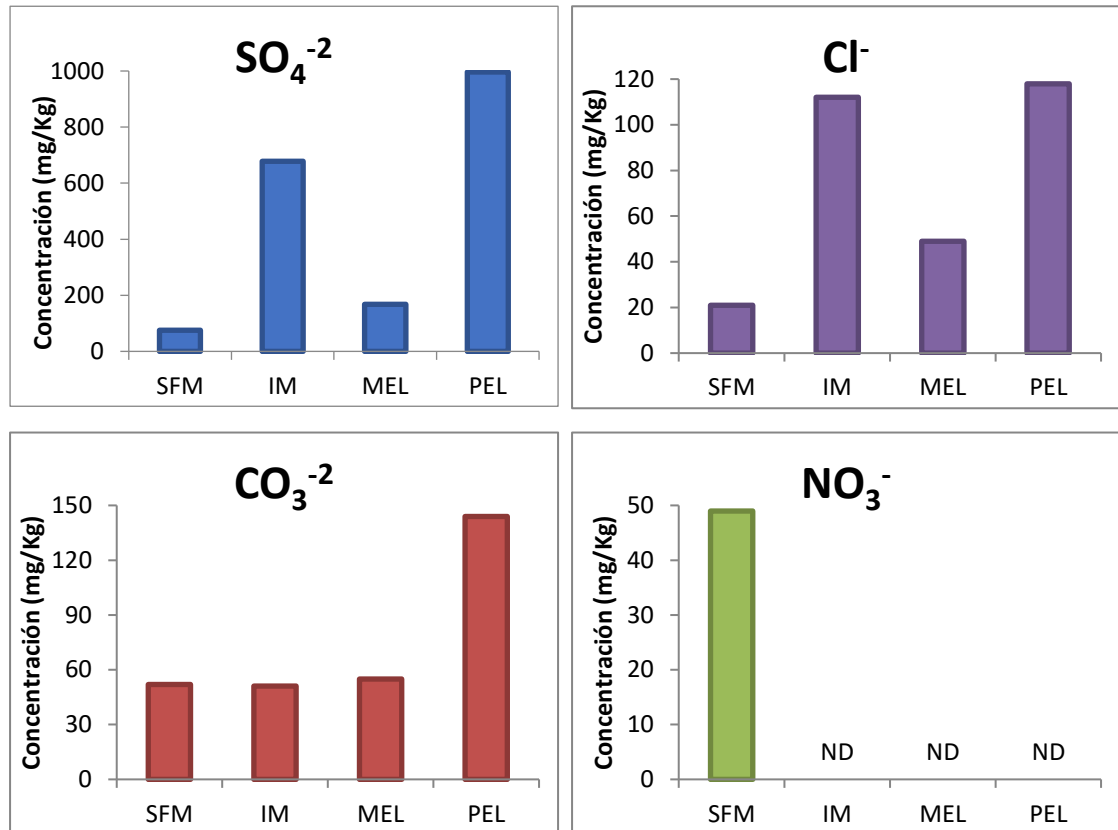 SO₄⁻²
Concentración (mg/Kg)
1000
800
600
400
200
0
SFM IM MEL PEL
Cl⁻
Concentración (mg/Kg)
120
100
80
60
40
20
0
SFM IM MEL PEL
CO₃⁻²
Concentración (mg/Kg)
150
120
90
60
30
0
SFM IM MEL PEL
NO₃⁻
Concentración (mg/Kg)
50
40
30
20
10
0
ND ND ND
SFM IM MEL PEL